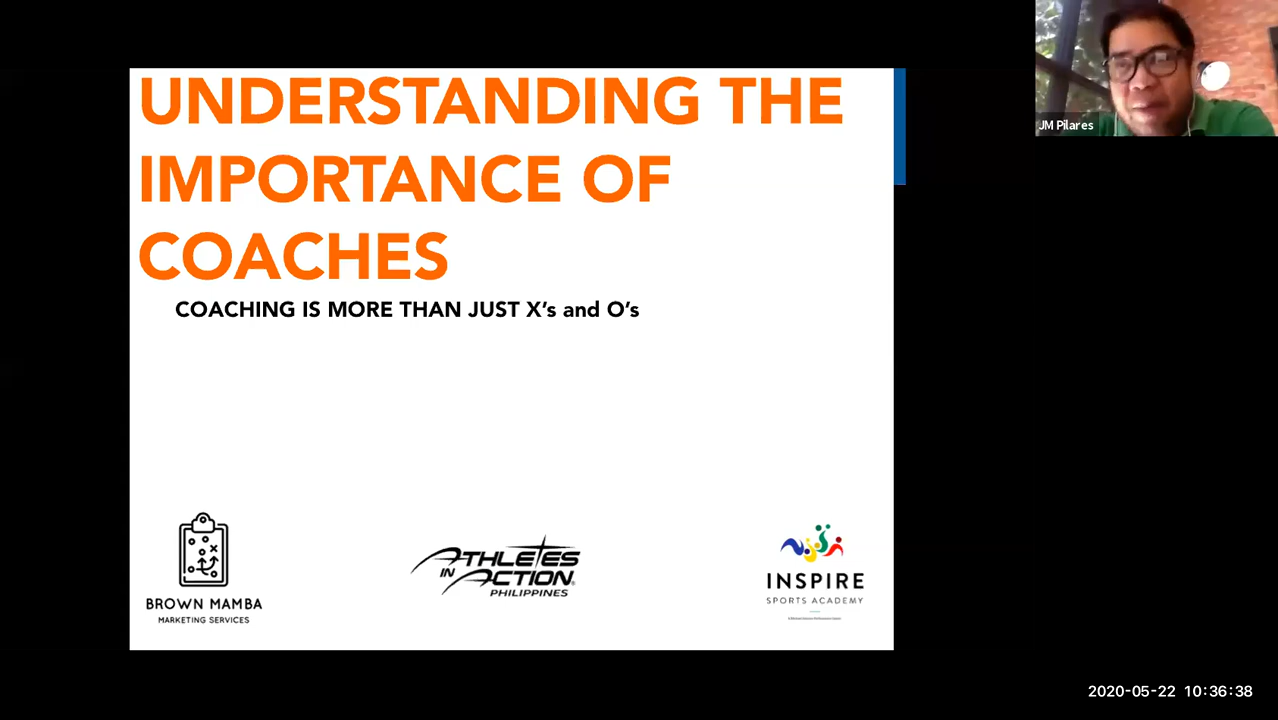 UNDERSTANDING THE
IMPORTANCE OF
COACHES
COACHING IS MORE THAN JUST X’s and O’s
JM Pilares
BROWN MAMBA
MARKETING SERVICES
ATHLETES
IN ACTION®
PHILIPPINES
INSPIRE
SPORTS ACADEMY
2020-05-22 10:36:38